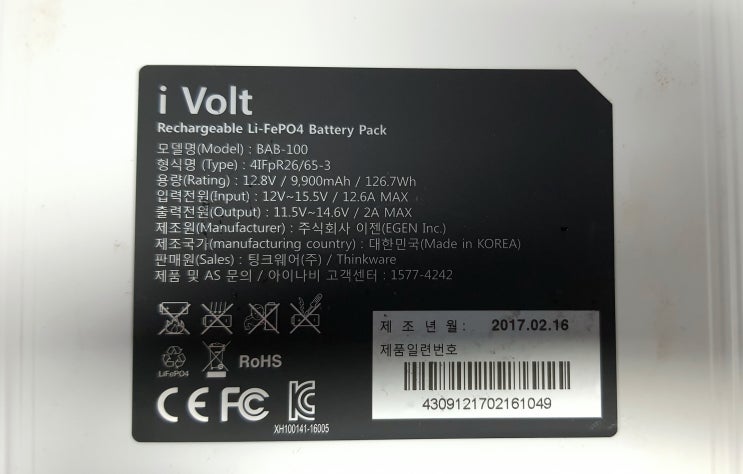 i Volt
Rechargeable Li-FePO4 Battery Pack
모델명(Model) : BAB-100
형식명 (Type) : 4IFpR26/65-3
용량(Rating) : 12.8V / 9,900mAh / 126.7Wh
입력전원(Input) : 12V~15.5V / 12.6A MAX
출력전원(Output) : 11.5V~14.6V / 2A MAX
제조원(Manufacturer) : 주식회사 이젠(EGEN Inc.)
제조국가(manufacturing country) : 대한민국(Made in KOREA)
판매원(Sales) : 팅크웨어(주) / Thinkware
제품 및 AS 문의 / 아이나비 고객센터 : 1577-4242
LiFePO4
RoHS
CE FC KC
XH100141-16005
제 조 년 월 : 2017.02.16
제품일련번호
4309121702161049